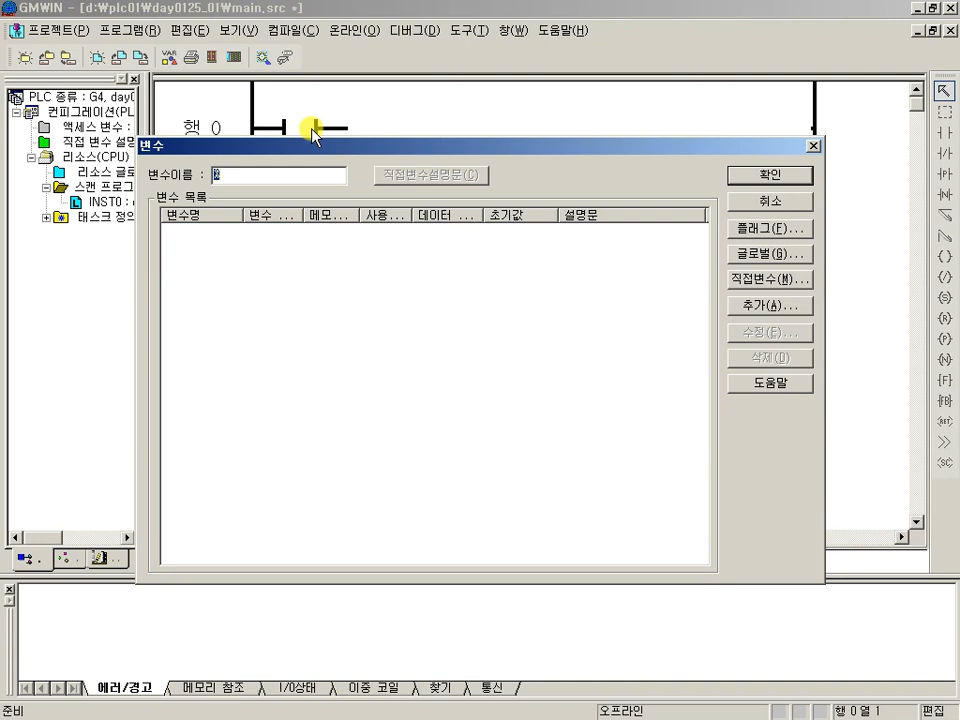 GMWIN - [d:\plc01\day0125_01\main.src *]
프로젝트(P) 프로그램(R) 편집(E) 보기(V) 컴파일(C) 온라인(O) 디버그(D) 도구(T) 창(W) 도움말(H)
PLC 종류 : G4, day0
컨피그레이션(PL
액세스 변수 :
직접 변수 설명
리소스(CPU)
리소스 글로
스캔 프로그
INST0 :
태스크 정의
행 0
변수
변수이름 :
직접변수설명문(C)
변수 목록
변수명 변수 ... 메모... 사용... 데이터 ... 초기값 설명문
확인
취소
플래그(F)...
글로벌(G)...
직접변수(M)...
추가(A)...
수정(E)...
삭제(D)
도움말
에러/경고 메모리 참조 I/0상태 이중 코일 찾기 통신
준비 오프라인 행 0 열 1 편집